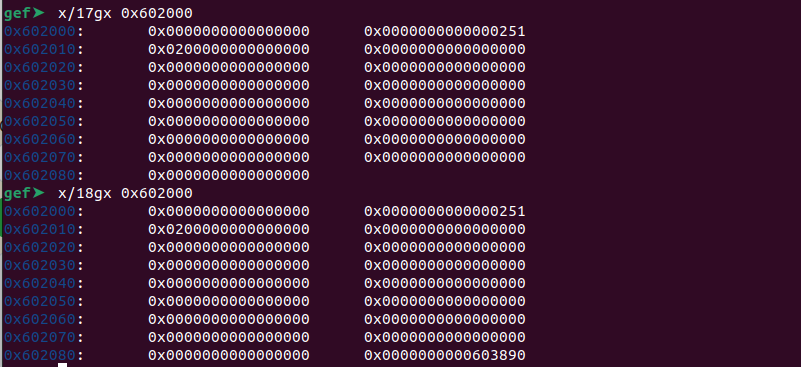 gef➤ x/17gx 0x602000
0x602000: 0x0000000000000000 0x0000000000000251
0x602010: 0x0200000000000000 0x0000000000000000
0x602020: 0x0000000000000000 0x0000000000000000
0x602030: 0x0000000000000000 0x0000000000000000
0x602040: 0x0000000000000000 0x0000000000000000
0x602050: 0x0000000000000000 0x0000000000000000
0x602060: 0x0000000000000000 0x0000000000000000
0x602070: 0x0000000000000000 0x0000000000000000
0x602080: 0x0000000000000000
gef➤ x/18gx 0x602000
0x602000: 0x0000000000000000 0x0000000000000251
0x602010: 0x0200000000000000 0x0000000000000000
0x602020: 0x0000000000000000 0x0000000000000000
0x602030: 0x0000000000000000 0x0000000000000000
0x602040: 0x0000000000000000 0x0000000000000000
0x602050: 0x0000000000000000 0x0000000000000000
0x602060: 0x0000000000000000 0x0000000000000000
0x602070: 0x0000000000000000 0x0000000000000000
0x602080: 0x0000000000000000 0x0000000000603890